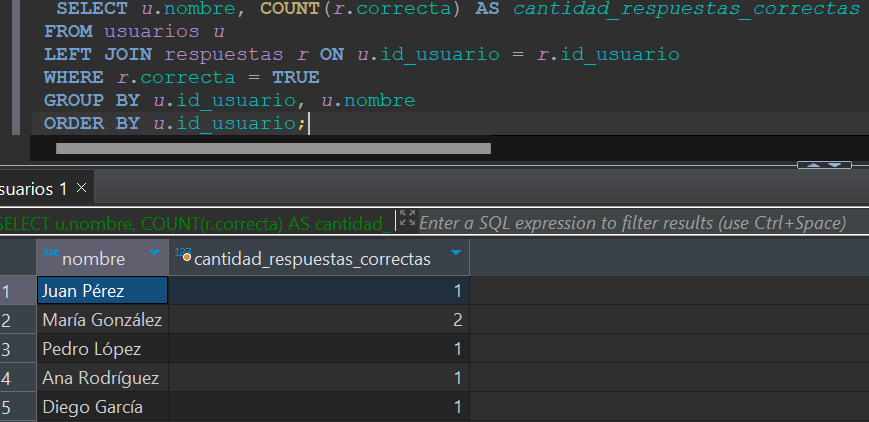 SELECT u.nombre, COUNT(r.correcta) AS cantidad_respuestas_correctas
FROM usuarios u
LEFT JOIN respuestas r ON u.id_usuario = r.id_usuario
WHERE r.correcta = TRUE
GROUP BY u.id_usuario, u.nombre
ORDER BY u.id_usuario;
suarios 1
SELECT u.nombre, COUNT(r.correcta) AS cantidad_ Enter a SQL expression to filter results (use Ctrl+Space)
ABC nombre 123 cantidad_respuestas_correctas
1 Juan Pérez 1
2 María González 2
3 Pedro López 1
4 Ana Rodríguez 1
5 Diego García 1